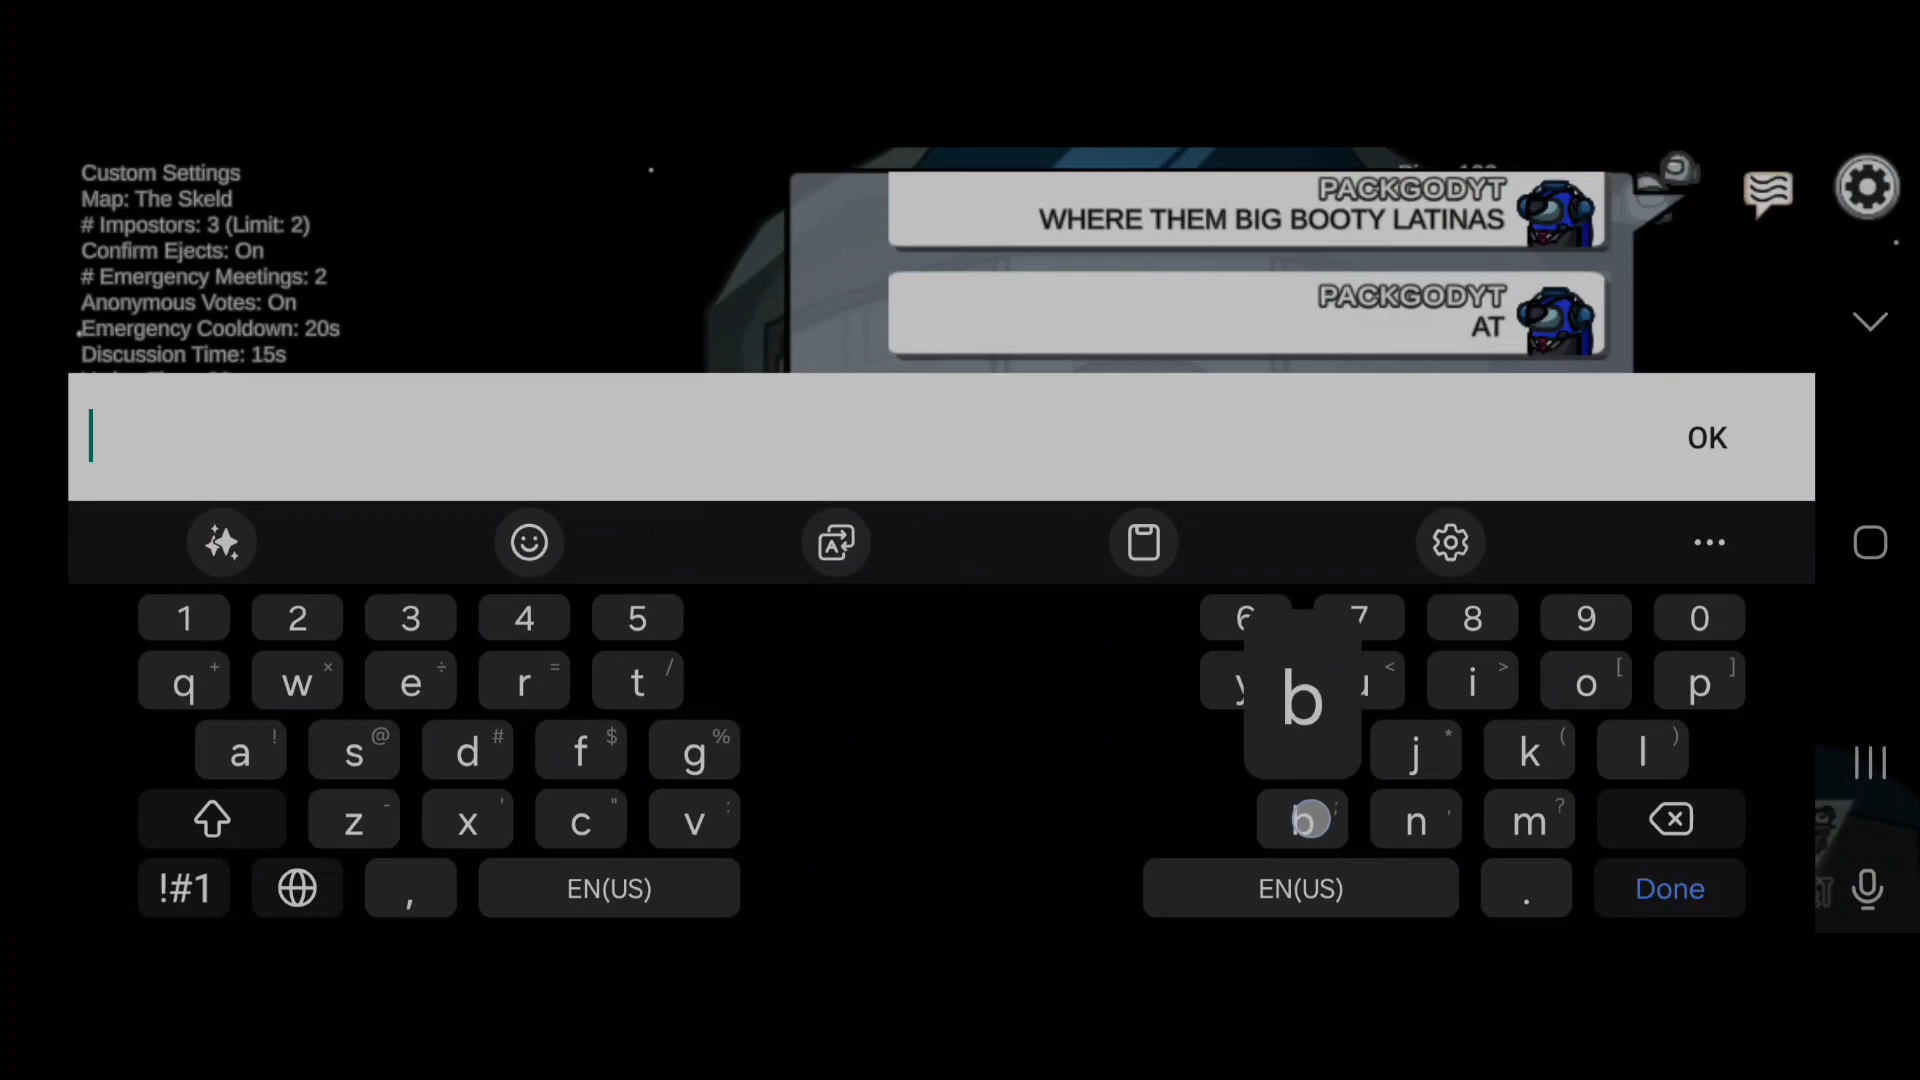 Custom Settings
Map: The Skeld
# Impostors: 3 (Limit: 2)
Confirm Ejects: On
# Emergency Meetings: 2
Anonymous Votes: On
Emergency Cooldown: 20s
Discussion Time: 15s
PACKGODYT
WHERE THEM BIG BOOTY LATINAS
PACKGODYT
AT
OK
1 2 3 4 5 6 7 8 9 0
q + w × e ÷ r = t / y u < i > o [ p ]
b
a ! s @ d # f $ g % j * k ( l )
z - x ' c " v : b ; n , m ?
!#1 , EN(US) EN(US) . Done